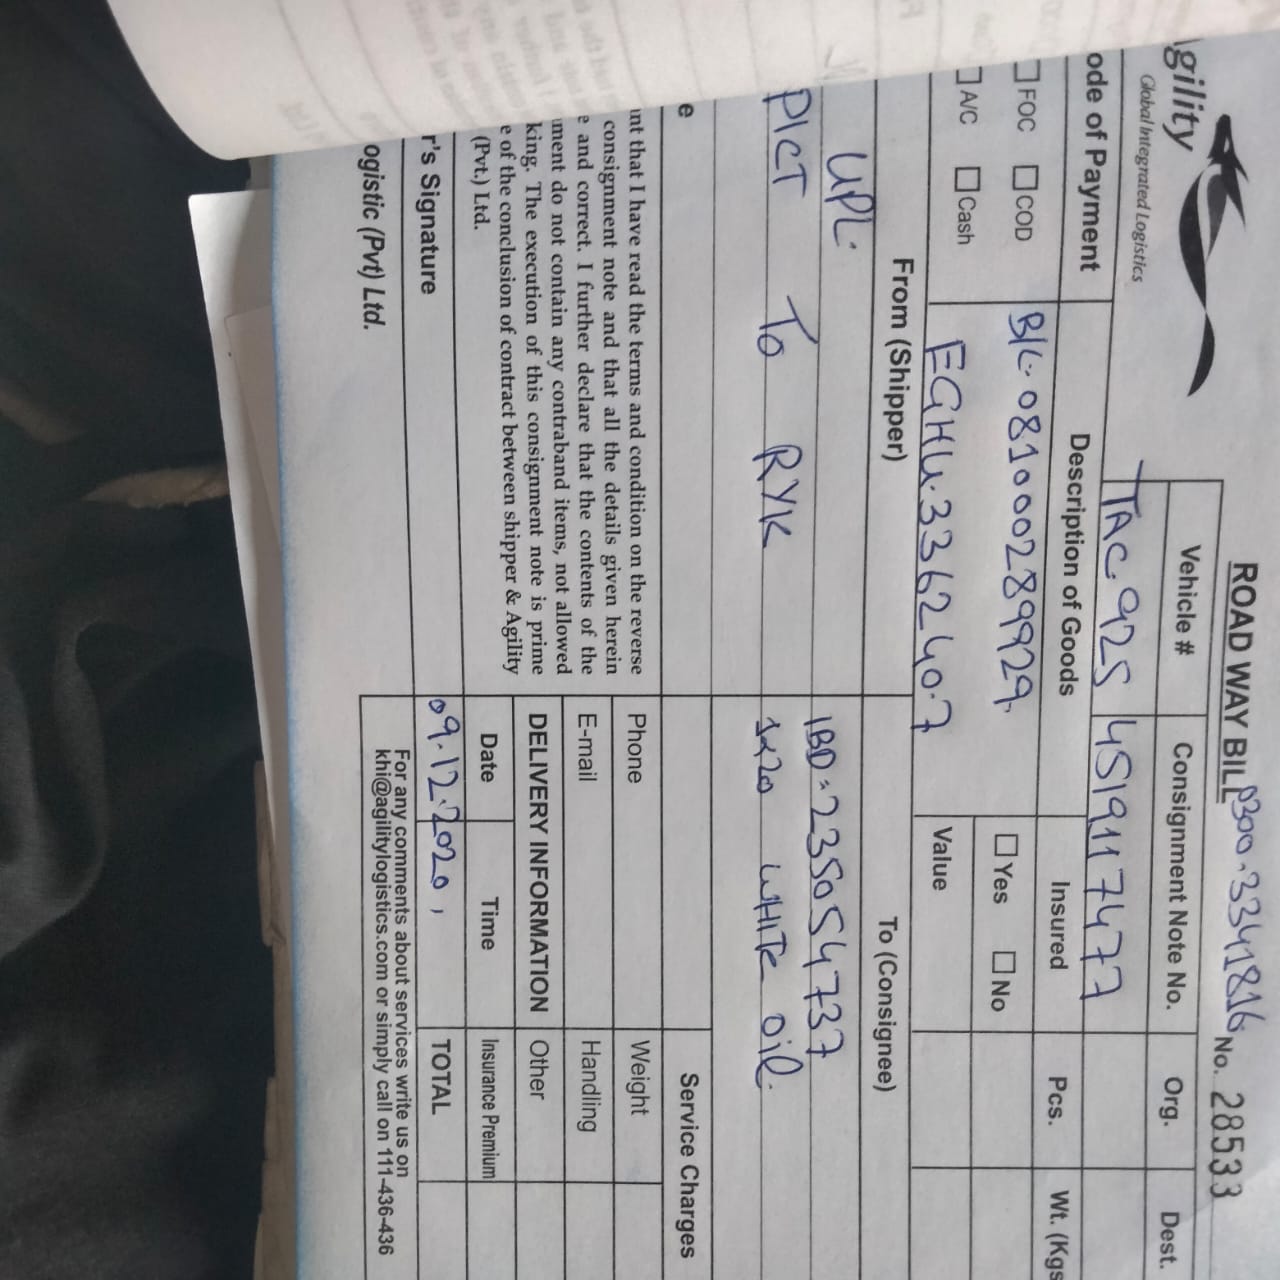 ROAD WAY BILL 0300-3341816 No. 28533
gility
Global Integrated Logistics
Vehicle # Consignment Note No. Org. Dest.
TAC.925 4519117477
ode of Payment Description of Goods Insured Pcs. Wt. (Kgs
FOC COD B/L. 081000289929. Yes No
A/C Cash EGHU.336240.7 Value
From (Shipper) To (Consignee)
UPL. IBD=235054737
PICT To RYK 1x20 WHITE Oil.
e Service Charges
nt that I have read the terms and condition on the reverse
consignment note and that all the details given herein
e and correct. I further declare that the contents of the
ment do not contain any contraband items, not allowed
king. The execution of this consignment note is prime
e of the conclusion of contract between shipper & Agility
(Pvt.) Ltd.
Phone Weight
E-mail Handling
DELIVERY INFORMATION Other
Date Time Insurance Premium
09.12.2020, TOTAL
r's Signature
ogistic (Pvt) Ltd.
For any comments about services write us on
khi@agilitylogistics.com or simply call on 111-436-436